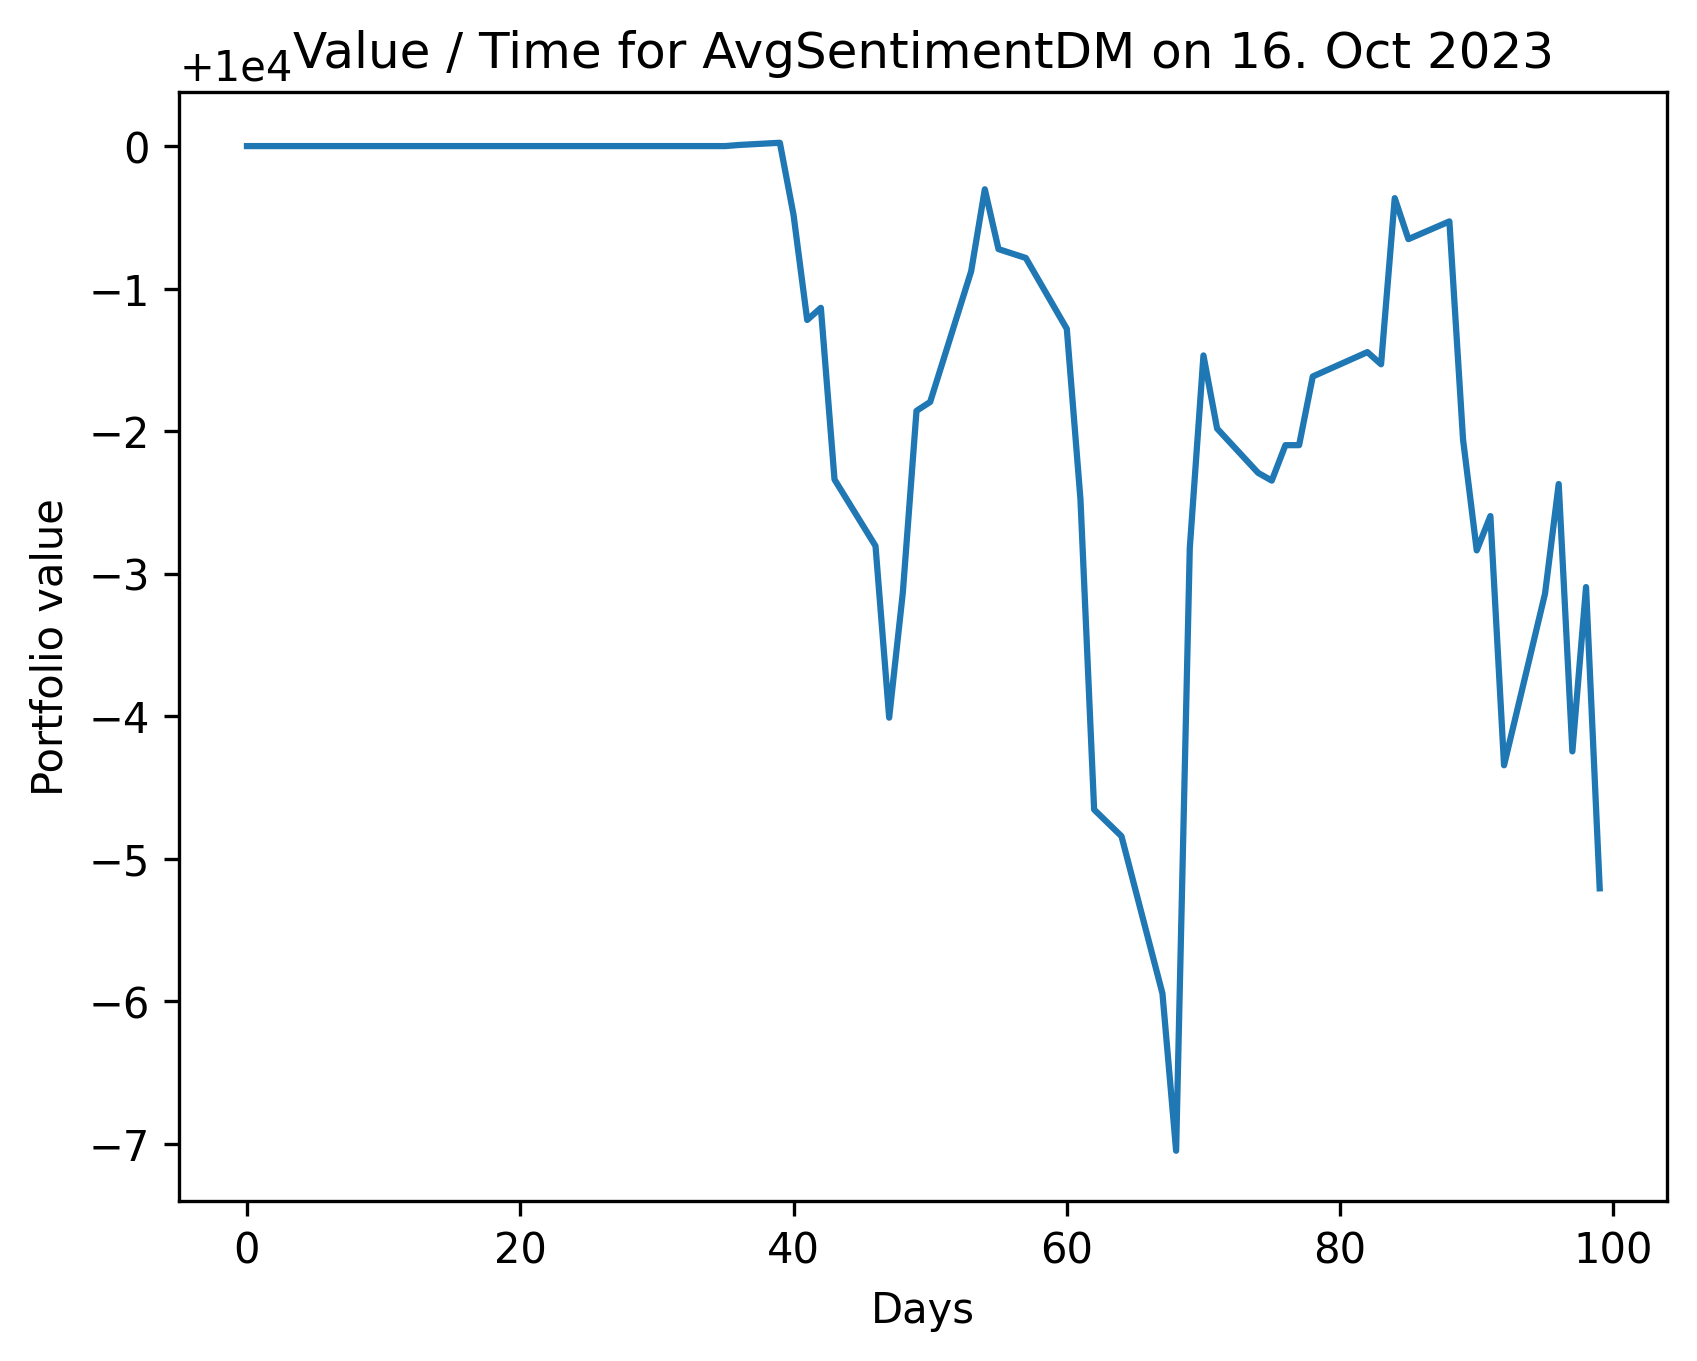 Value / Time for AvgSentimentDM on 16. Oct 2023
+1e4
0
−1
−2
−3
−4
−5
−6
−7
Portfolio value
0 20 40 60 80 100
Days